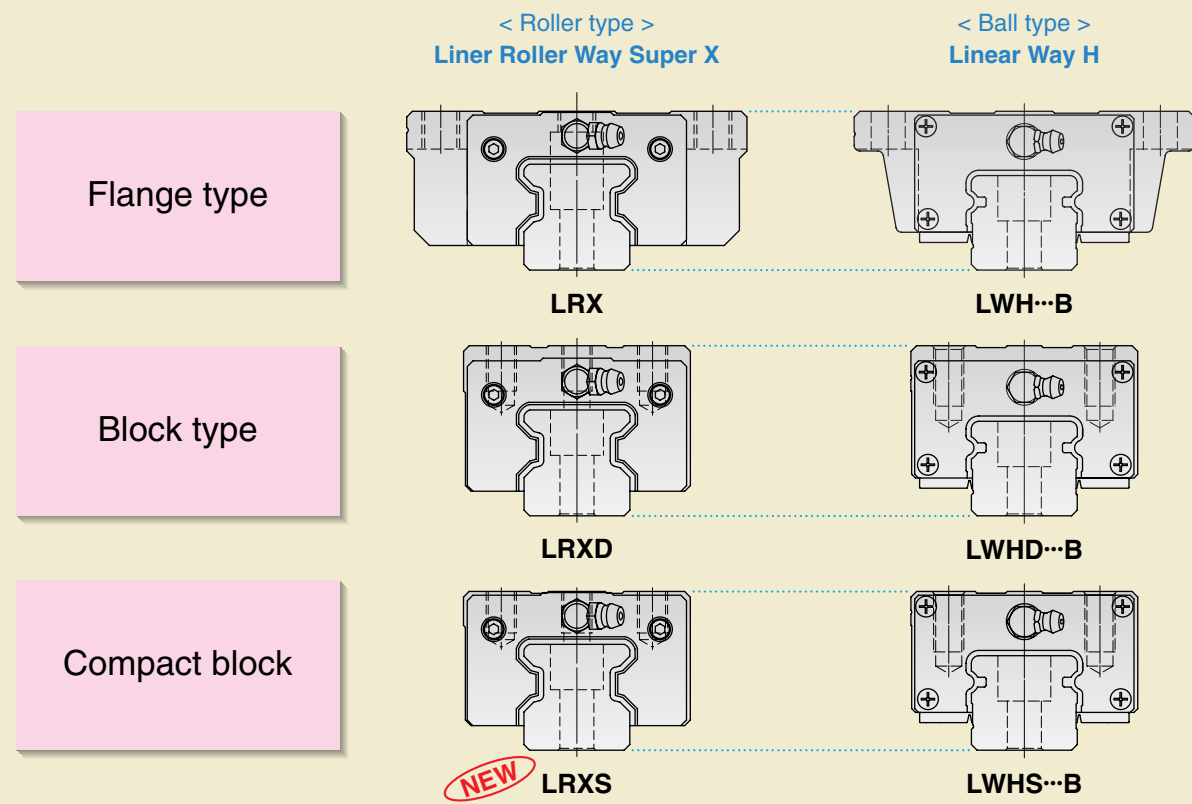 < Roller type >
Liner Roller Way Super X
< Ball type >
Linear Way H
Flange type
LRX
LWH···B
Block type
LRXD
LWHD···B
Compact block
NEW
LRXS
LWHS···B